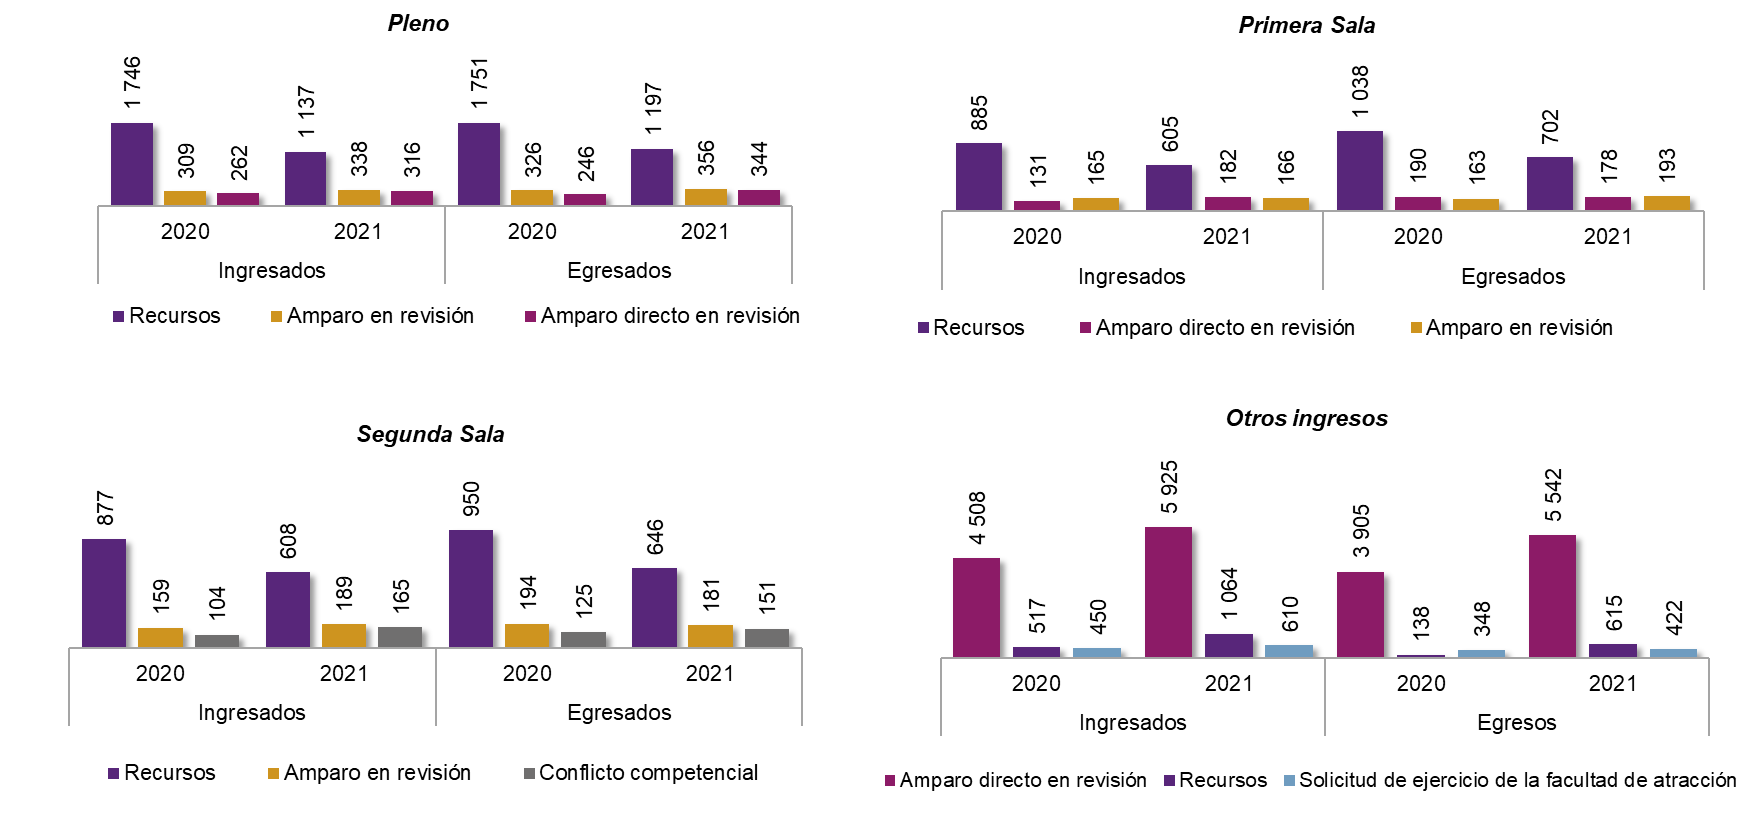 Pleno
1 746
309
262
1 137
338
316
1 751
326
246
1 197
356
344
2020
2021
2020
2021
Ingresados
Egresados
Recursos
Amparo en revisión
Amparo directo en revisión
Primera Sala
885
131
165
605
182
166
1 038
190
163
702
178
193
2020
2021
2020
2021
Ingresados
Egresados
Recursos
Amparo directo en revisión
Amparo en revisión
Segunda Sala
877
159
104
608
189
165
950
194
125
646
181
151
2020
2021
2020
2021
Ingresados
Egresados
Recursos
Amparo en revisión
Conflicto competencial
Otros ingresos
4 508
517
450
5 925
1 064
610
3 905
138
348
5 542
615
422
2020
2021
2020
2021
Ingresados
Egresos
Amparo directo en revisión
Recursos
Solicitud de ejercicio de la facultad de atracción